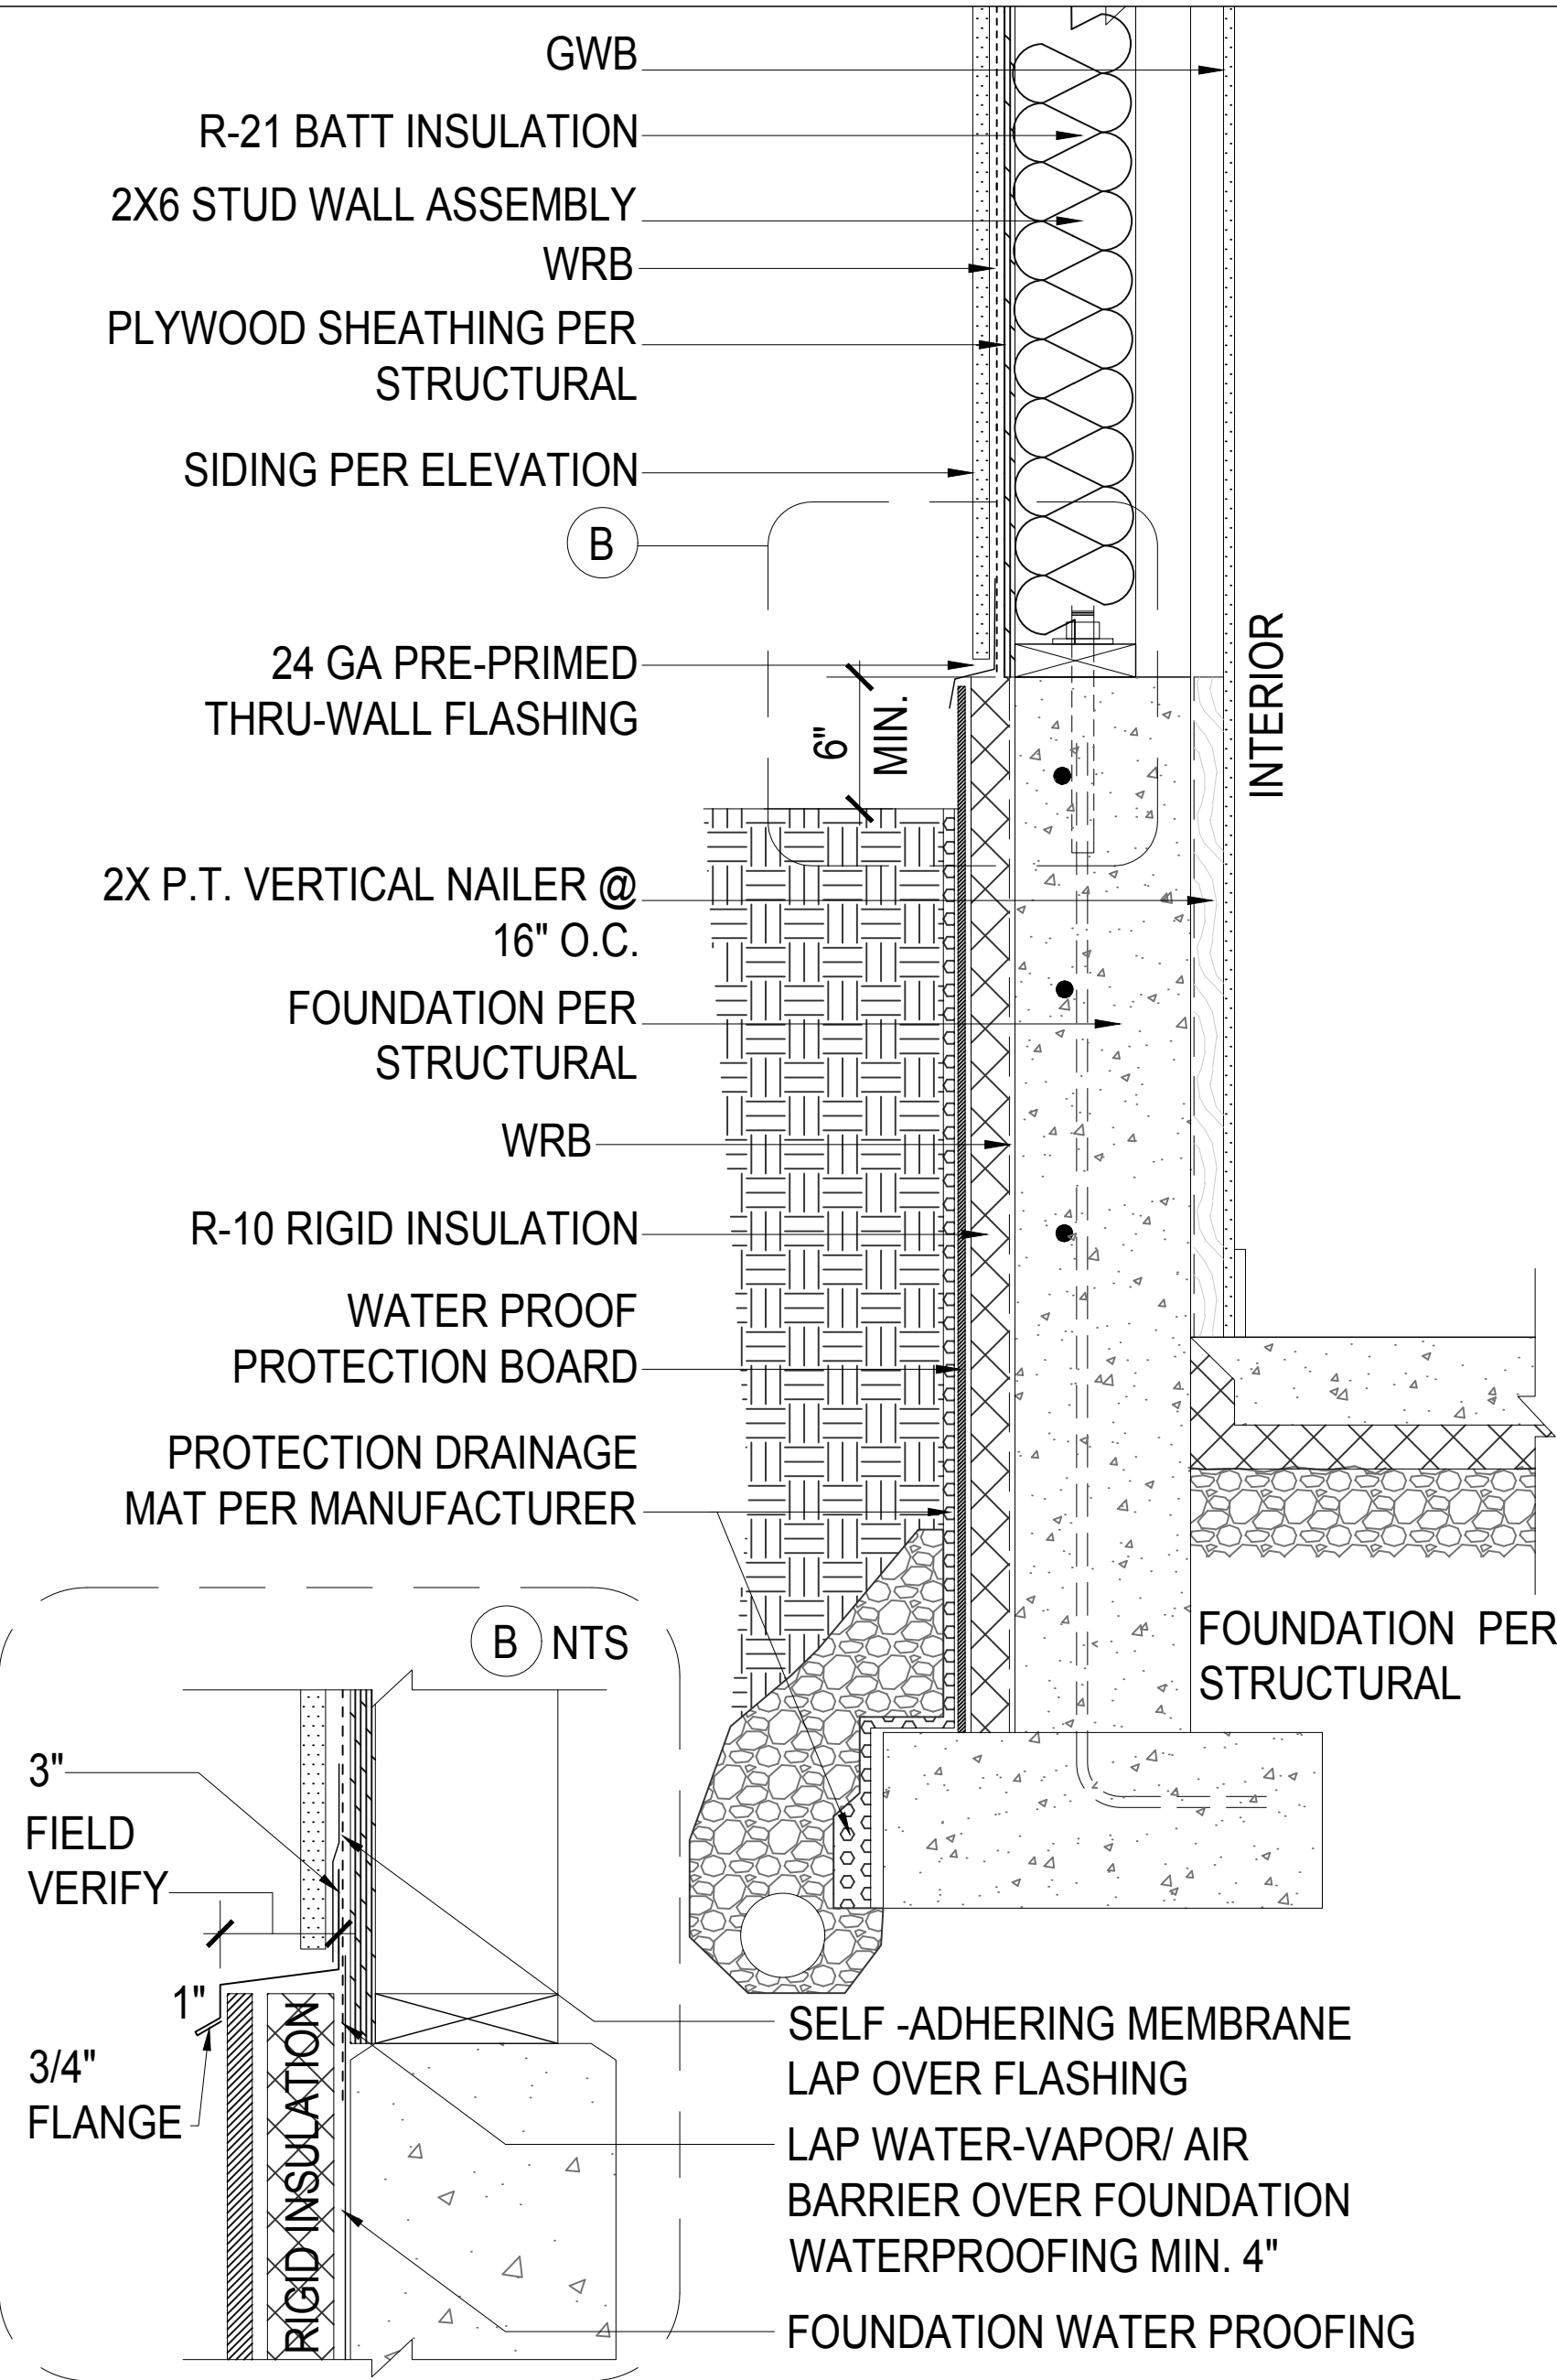 GWB
R-21 BATT INSULATION
2X6 STUD WALL ASSEMBLY
WRB
PLYWOOD SHEATHING PER
STRUCTURAL
SIDING PER ELEVATION
B
24 GA PRE-PRIMED
THRU-WALL FLASHING
6"
MIN.
INTERIOR
2X P.T. VERTICAL NAILER @
16" O.C.
FOUNDATION PER
STRUCTURAL
WRB
R-10 RIGID INSULATION
WATER PROOF
PROTECTION BOARD
PROTECTION DRAINAGE
MAT PER MANUFACTURER
FOUNDATION PER
STRUCTURAL
B NTS
3"
FIELD
VERIFY
1"
3/4"
FLANGE
RIGID INSULATION
SELF -ADHERING MEMBRANE
LAP OVER FLASHING
LAP WATER-VAPOR/ AIR
BARRIER OVER FOUNDATION
WATERPROOFING MIN. 4"
FOUNDATION WATER PROOFING